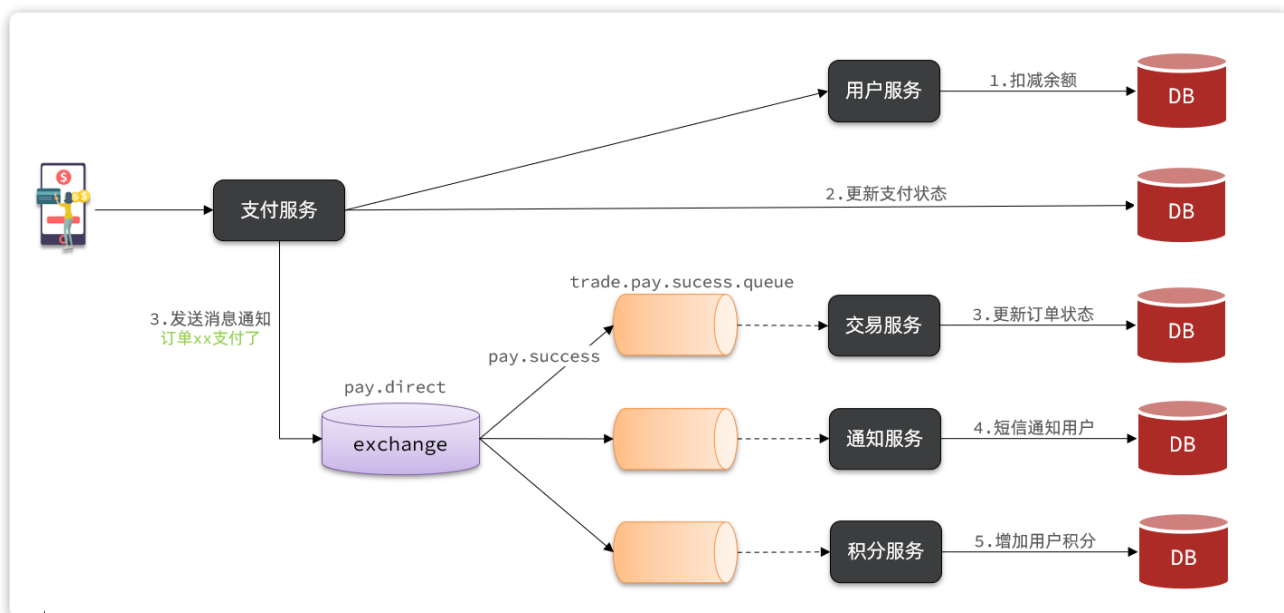 用户服务
1.扣减余额
DB
支付服务
2.更新支付状态
DB
3.发送消息通知
订单xx支付了
trade.pay.sucess.queue
交易服务
3.更新订单状态
DB
pay.success
pay.direct
exchange
通知服务
4.短信通知用户
DB
积分服务
5.增加用户积分
DB
$